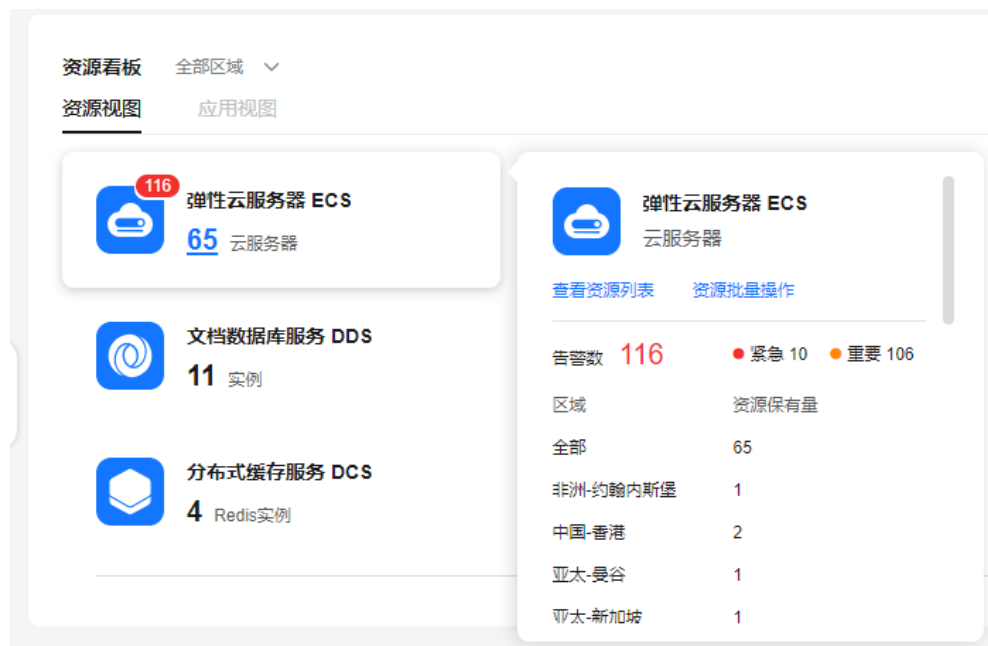 资源看板 全部区域
资源视图 应用视图
116
弹性云服务器 ECS
65 云服务器
文档数据库服务 DDS
11 实例
分布式缓存服务 DCS
4 Redis实例
弹性云服务器 ECS
云服务器
查看资源列表 资源批量操作
告警数 116 紧急 10 重要 106
区域 资源保有量
全部 65
非洲-约翰内斯堡 1
中国-香港 2
亚太-曼谷 1
亚太-新加坡 1